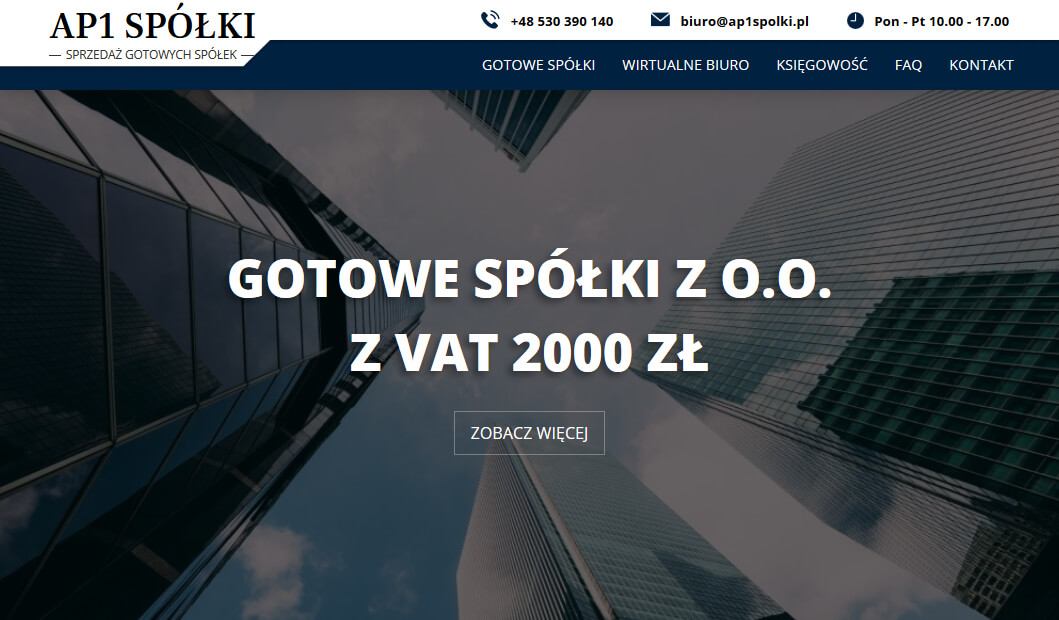 AP1 SPÓŁKI
— SPRZEDAŻ GOTOWYCH SPÓŁEK —
+48 530 390 140
biuro@ap1spolki.pl
Pon - Pt 10.00 - 17.00
GOTOWE SPÓŁKI
WIRTUALNE BIURO
KSIĘGOWOŚĆ
FAQ
KONTAKT
GOTOWE SPÓŁKI Z O.O.
Z VAT 2000 ZŁ
ZOBACZ WIĘCEJ